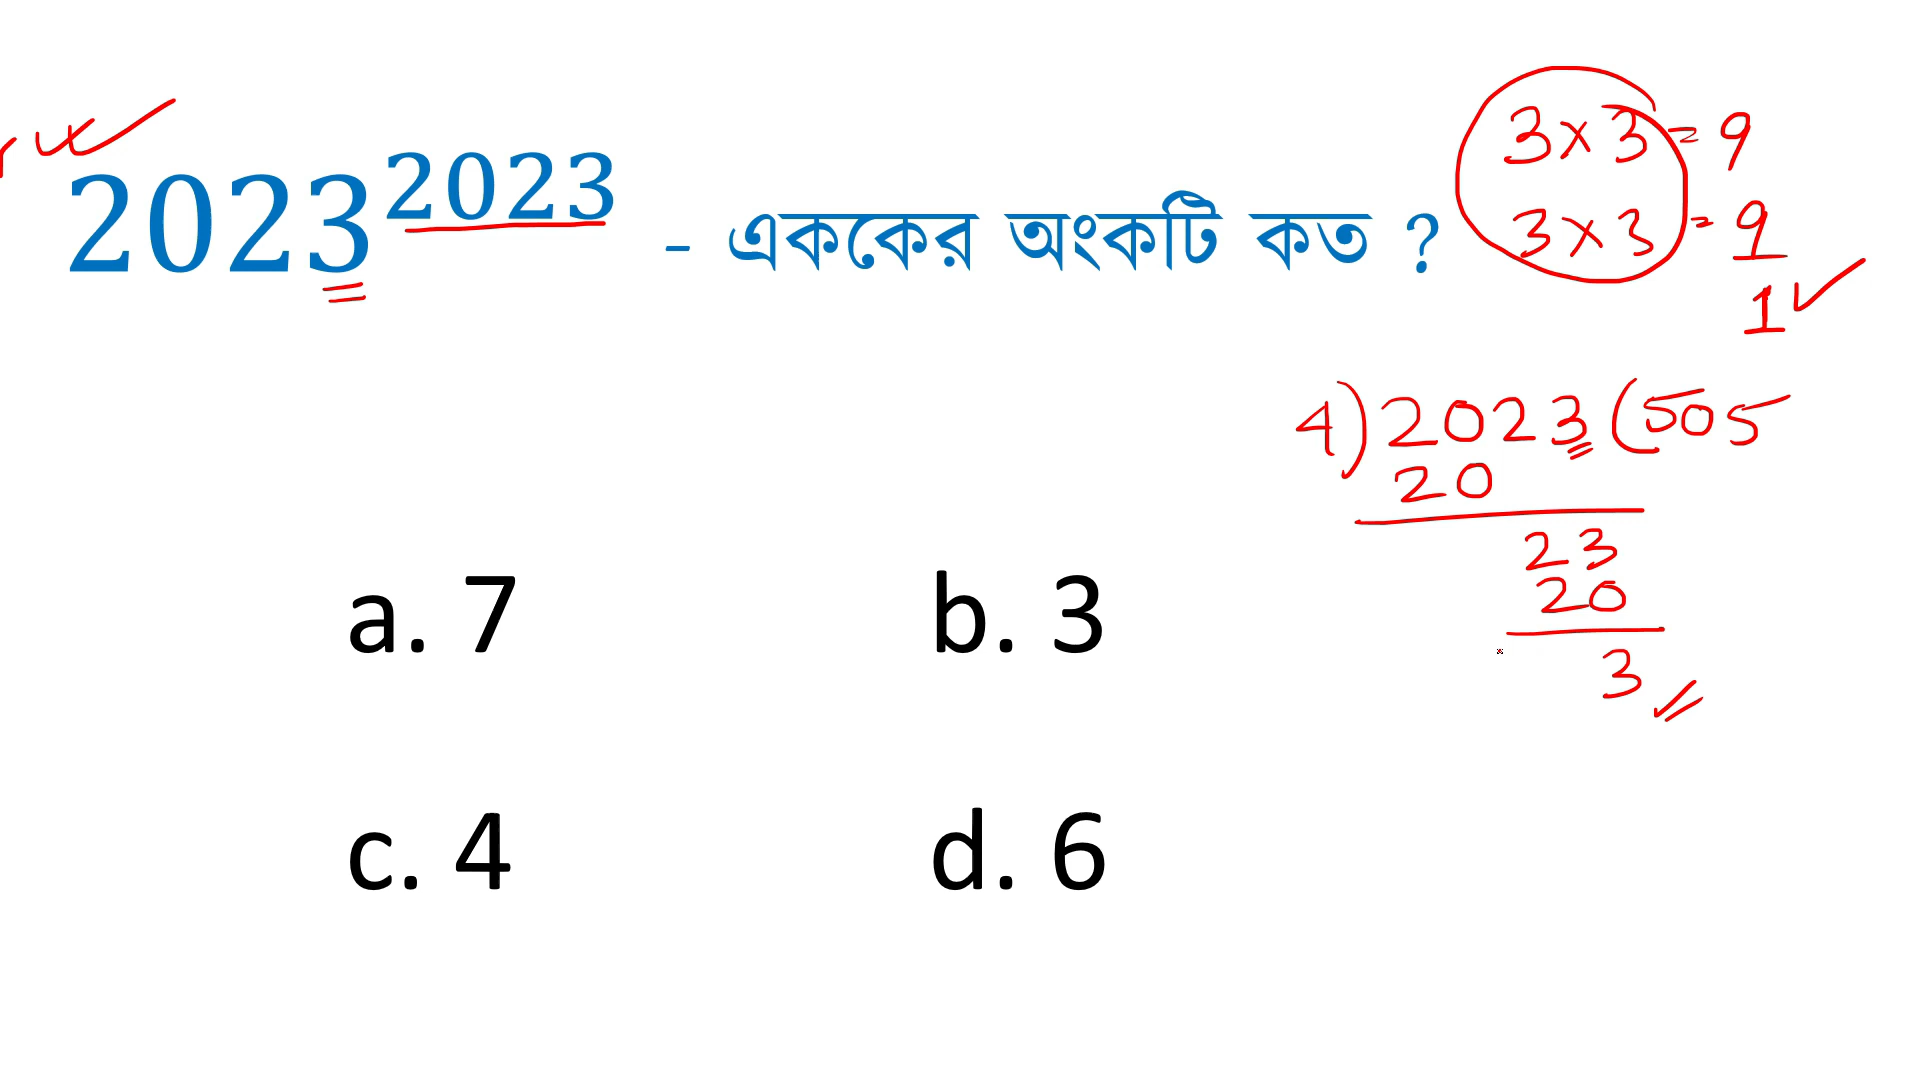 2023^2023 - এককের অংকটি কত ?
3 × 3 = 9
3 × 3 = 9
1
4) 2023 ( 505
20
23
20
3
a. 7
b. 3
c. 4
d. 6